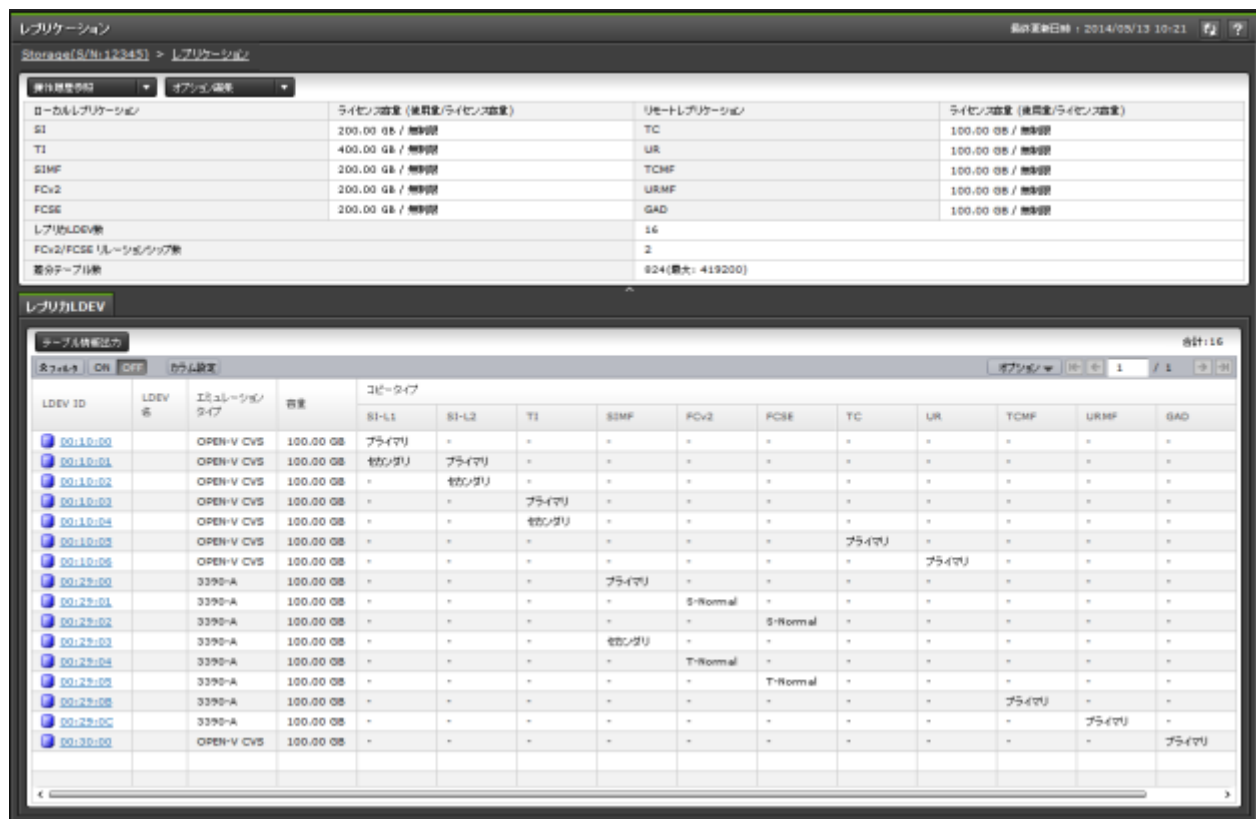 レプリケーション 最終更新日時 : 2014/05/13 10:21 ?
Storage(S/N:12345) > レプリケーション
操作履歴参照 オプション編集
ローカルレプリケーション ライセンス容量 (使用量/ライセンス容量) リモートレプリケーション ライセンス容量 (使用量/ライセンス容量)
SI 200.00 GB / 無制限 TC 100.00 GB / 無制限
TI 400.00 GB / 無制限 UR 100.00 GB / 無制限
SIMF 200.00 GB / 無制限 TCMF 100.00 GB / 無制限
FCv2 200.00 GB / 無制限 URMF 100.00 GB / 無制限
FCSE 200.00 GB / 無制限 GAD 100.00 GB / 無制限
レプリカLDEV数 16
FCv2/FCSE リレーションシップ数 2
差分テーブル数 824(最大: 419200)
レプリカLDEV
テーブル情報出力 合計:16
全フィルタ ON OFF カラム設定 オプション 1 / 1
LDEV ID LDEV名 エミュレーションタイプ 容量 コピータイプ
SI-L1 SI-L2 TI SIMF FCv2 FCSE TC UR TCMF URMF GAD
00:10:00 OPEN-V CVS 100.00 GB プライマリ - - - - - - - - - -
00:10:01 OPEN-V CVS 100.00 GB セカンダリ プライマリ - - - - - - - - -
00:10:02 OPEN-V CVS 100.00 GB - セカンダリ - - - - - - - - -
00:10:03 OPEN-V CVS 100.00 GB - - プライマリ - - - - - - - -
00:10:04 OPEN-V CVS 100.00 GB - - セカンダリ - - - - - - - -
00:10:05 OPEN-V CVS 100.00 GB - - - - - - プライマリ - - - -
00:10:06 OPEN-V CVS 100.00 GB - - - - - - - プライマリ - - -
00:29:00 3390-A 100.00 GB - - - プライマリ - - - - - - -
00:29:01 3390-A 100.00 GB - - - - S-Normal - - - - - -
00:29:02 3390-A 100.00 GB - - - - - S-Normal - - - - -
00:29:03 3390-A 100.00 GB - - - セカンダリ - - - - - - -
00:29:04 3390-A 100.00 GB - - - - T-Normal - - - - - -
00:29:05 3390-A 100.00 GB - - - - - T-Normal - - - - -
00:29:0B 3390-A 100.00 GB - - - - - - - - プライマリ - -
00:29:0C 3390-A 100.00 GB - - - - - - - - - プライマリ -
00:30:00 OPEN-V CVS 100.00 GB - - - - - - - - - - プライマリ